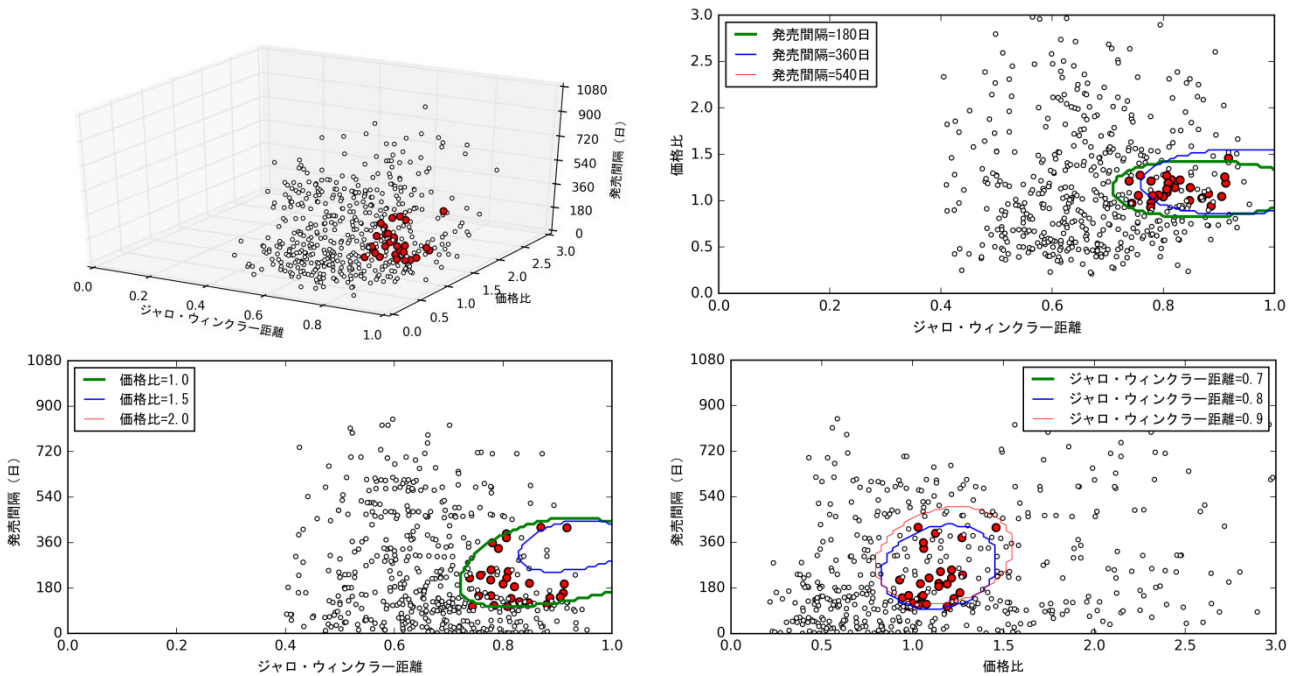 1080
900
720
540
360
180
0
発売間隔（日）
3.0
2.5
2.0
1.5
1.0
0.5
0.0
価格比
0.0
0.2
0.4
0.6
0.8
1.0
ジャロ・ウィンクラー距離
発売間隔=180日
発売間隔=360日
発売間隔=540日
3.0
2.5
2.0
1.5
1.0
0.5
0.0
価格比
0.0 0.2 0.4 0.6 0.8 1.0
ジャロ・ウィンクラー距離
価格比=1.0
価格比=1.5
価格比=2.0
1080
900
720
540
360
180
0
発売間隔（日）
0.0 0.2 0.4 0.6 0.8 1.0
ジャロ・ウィンクラー距離
ジャロ・ウィンクラー距離=0.7
ジャロ・ウィンクラー距離=0.8
ジャロ・ウィンクラー距離=0.9
1080
900
720
540
360
180
0
発売間隔（日）
0.0 0.5 1.0 1.5 2.0 2.5 3.0
価格比